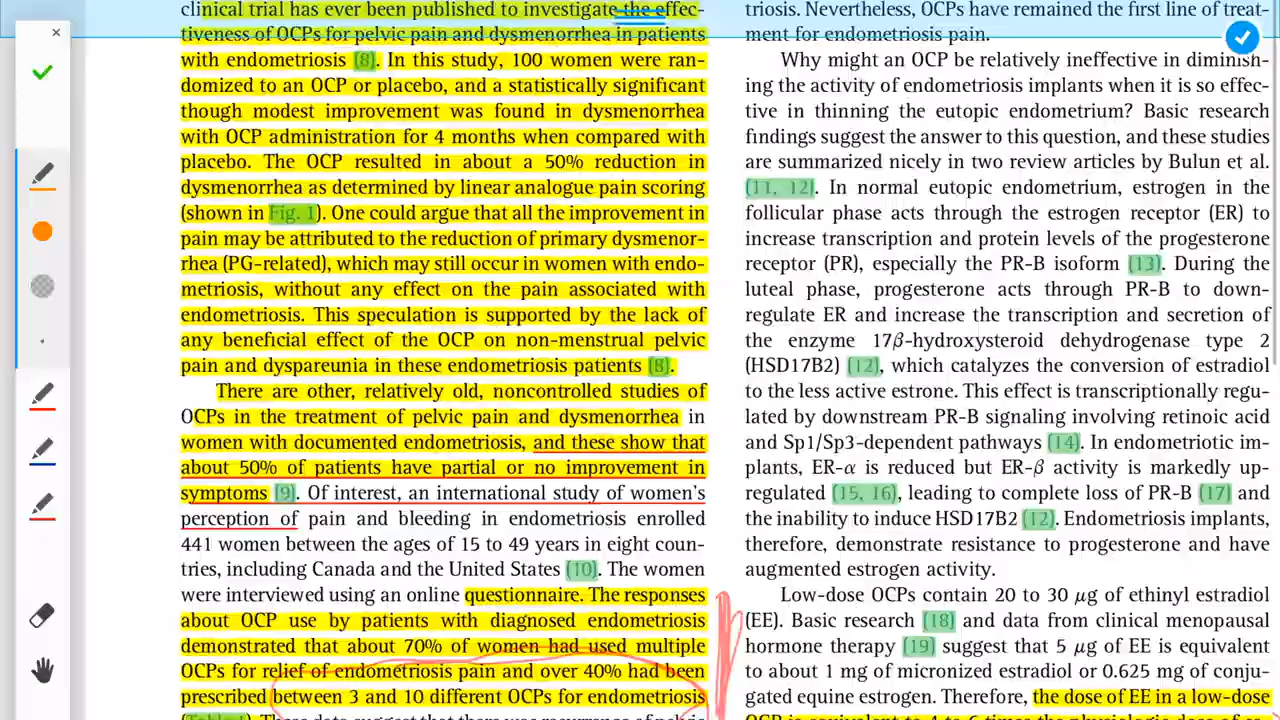 clinical trial has ever been published to investigate the effec-
tiveness of OCPs for pelvic pain and dysmenorrhea in patients
with endometriosis [8]. In this study, 100 women were ran-
domized to an OCP or placebo, and a statistically significant
though modest improvement was found in dysmenorrhea
with OCP administration for 4 months when compared with
placebo. The OCP resulted in about a 50% reduction in
dysmenorrhea as determined by linear analogue pain scoring
(shown in Fig. 1). One could argue that all the improvement in
pain may be attributed to the reduction of primary dysmenor-
rhea (PG-related), which may still occur in women with endo-
metriosis, without any effect on the pain associated with
endometriosis. This speculation is supported by the lack of
any beneficial effect of the OCP on non-menstrual pelvic
pain and dyspareunia in these endometriosis patients [8].
There are other, relatively old, noncontrolled studies of
OCPs in the treatment of pelvic pain and dysmenorrhea in
women with documented endometriosis, and these show that
about 50% of patients have partial or no improvement in
symptoms [9]. Of interest, an international study of women's
perception of pain and bleeding in endometriosis enrolled
441 women between the ages of 15 to 49 years in eight coun-
tries, including Canada and the United States [10]. The women
were interviewed using an online questionnaire. The responses
about OCP use by patients with diagnosed endometriosis
demonstrated that about 70% of women had used multiple
OCPs for relief of endometriosis pain and over 40% had been
prescribed between 3 and 10 different OCPs for endometriosis
triosis. Nevertheless, OCPs have remained the first line of treat-
ment for endometriosis pain.
Why might an OCP be relatively ineffective in diminish-
ing the activity of endometriosis implants when it is so effec-
tive in thinning the eutopic endometrium? Basic research
findings suggest the answer to this question, and these studies
are summarized nicely in two review articles by Bulun et al.
[11, 12]. In normal eutopic endometrium, estrogen in the
follicular phase acts through the estrogen receptor (ER) to
increase transcription and protein levels of the progesterone
receptor (PR), especially the PR-B isoform [13]. During the
luteal phase, progesterone acts through PR-B to down-
regulate ER and increase the transcription and secretion of
the enzyme 17β-hydroxysteroid dehydrogenase type 2
(HSD17B2) [12], which catalyzes the conversion of estradiol
to the less active estrone. This effect is transcriptionally regu-
lated by downstream PR-B signaling involving retinoic acid
and Sp1/Sp3-dependent pathways [14]. In endometriotic im-
plants, ER-α is reduced but ER-β activity is markedly up-
regulated [15, 16], leading to complete loss of PR-B [17] and
the inability to induce HSD17B2 [12]. Endometriosis implants,
therefore, demonstrate resistance to progesterone and have
augmented estrogen activity.
Low-dose OCPs contain 20 to 30 μg of ethinyl estradiol
(EE). Basic research [18] and data from clinical menopausal
hormone therapy [19] suggest that 5 μg of EE is equivalent
to about 1 mg of micronized estradiol or 0.625 mg of conju-
gated equine estrogen. Therefore, the dose of EE in a low-dose